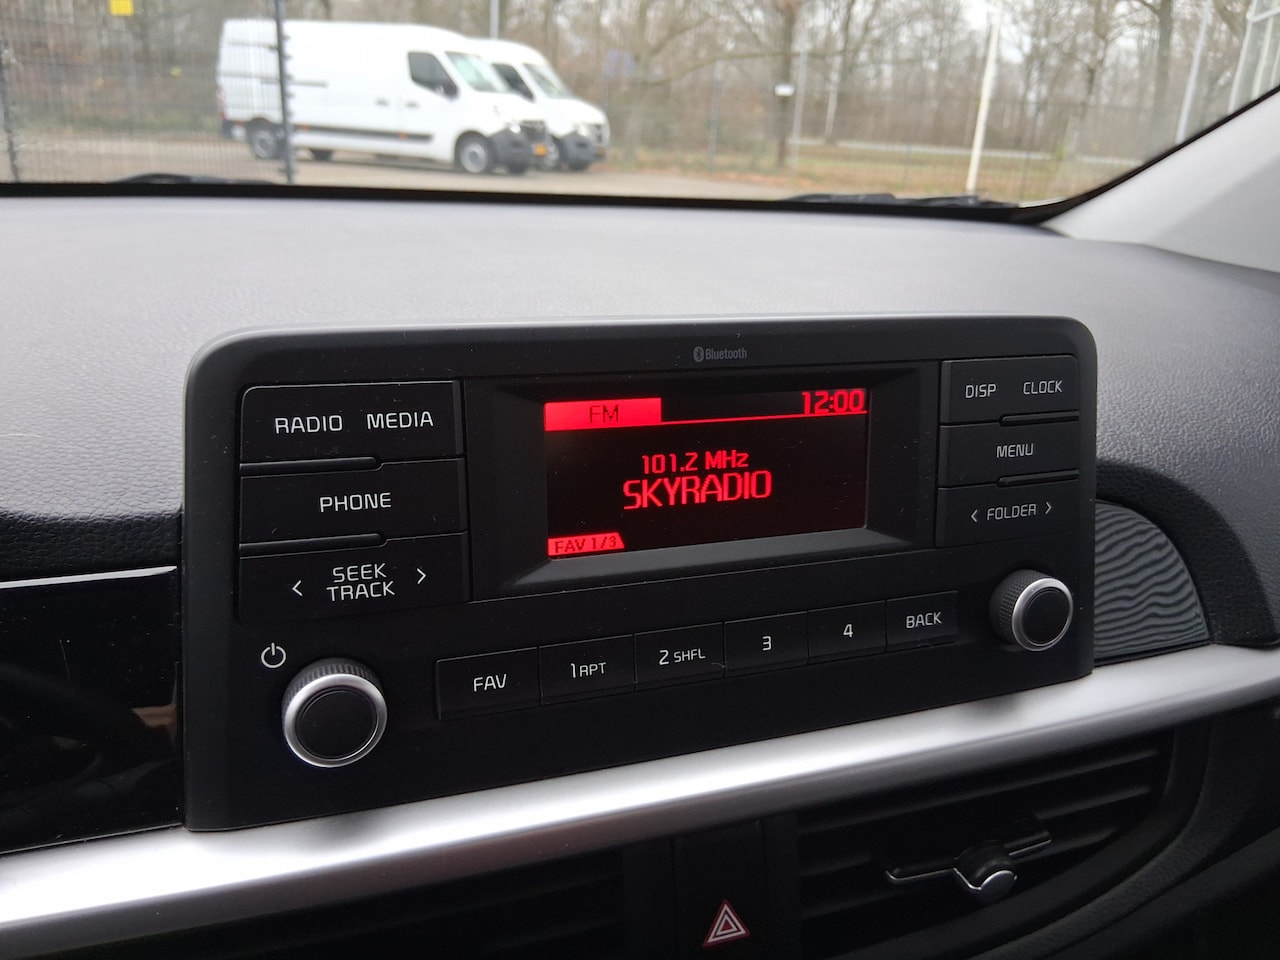 Bluetooth
RADIO MEDIA
PHONE
< SEEK TRACK >
FM 12:00
101.2 MHz
SKYRADIO
FAV 1/3
DISP CLOCK
MENU
< FOLDER >
FAV 1 RPT 2 SHFL 3 4 BACK